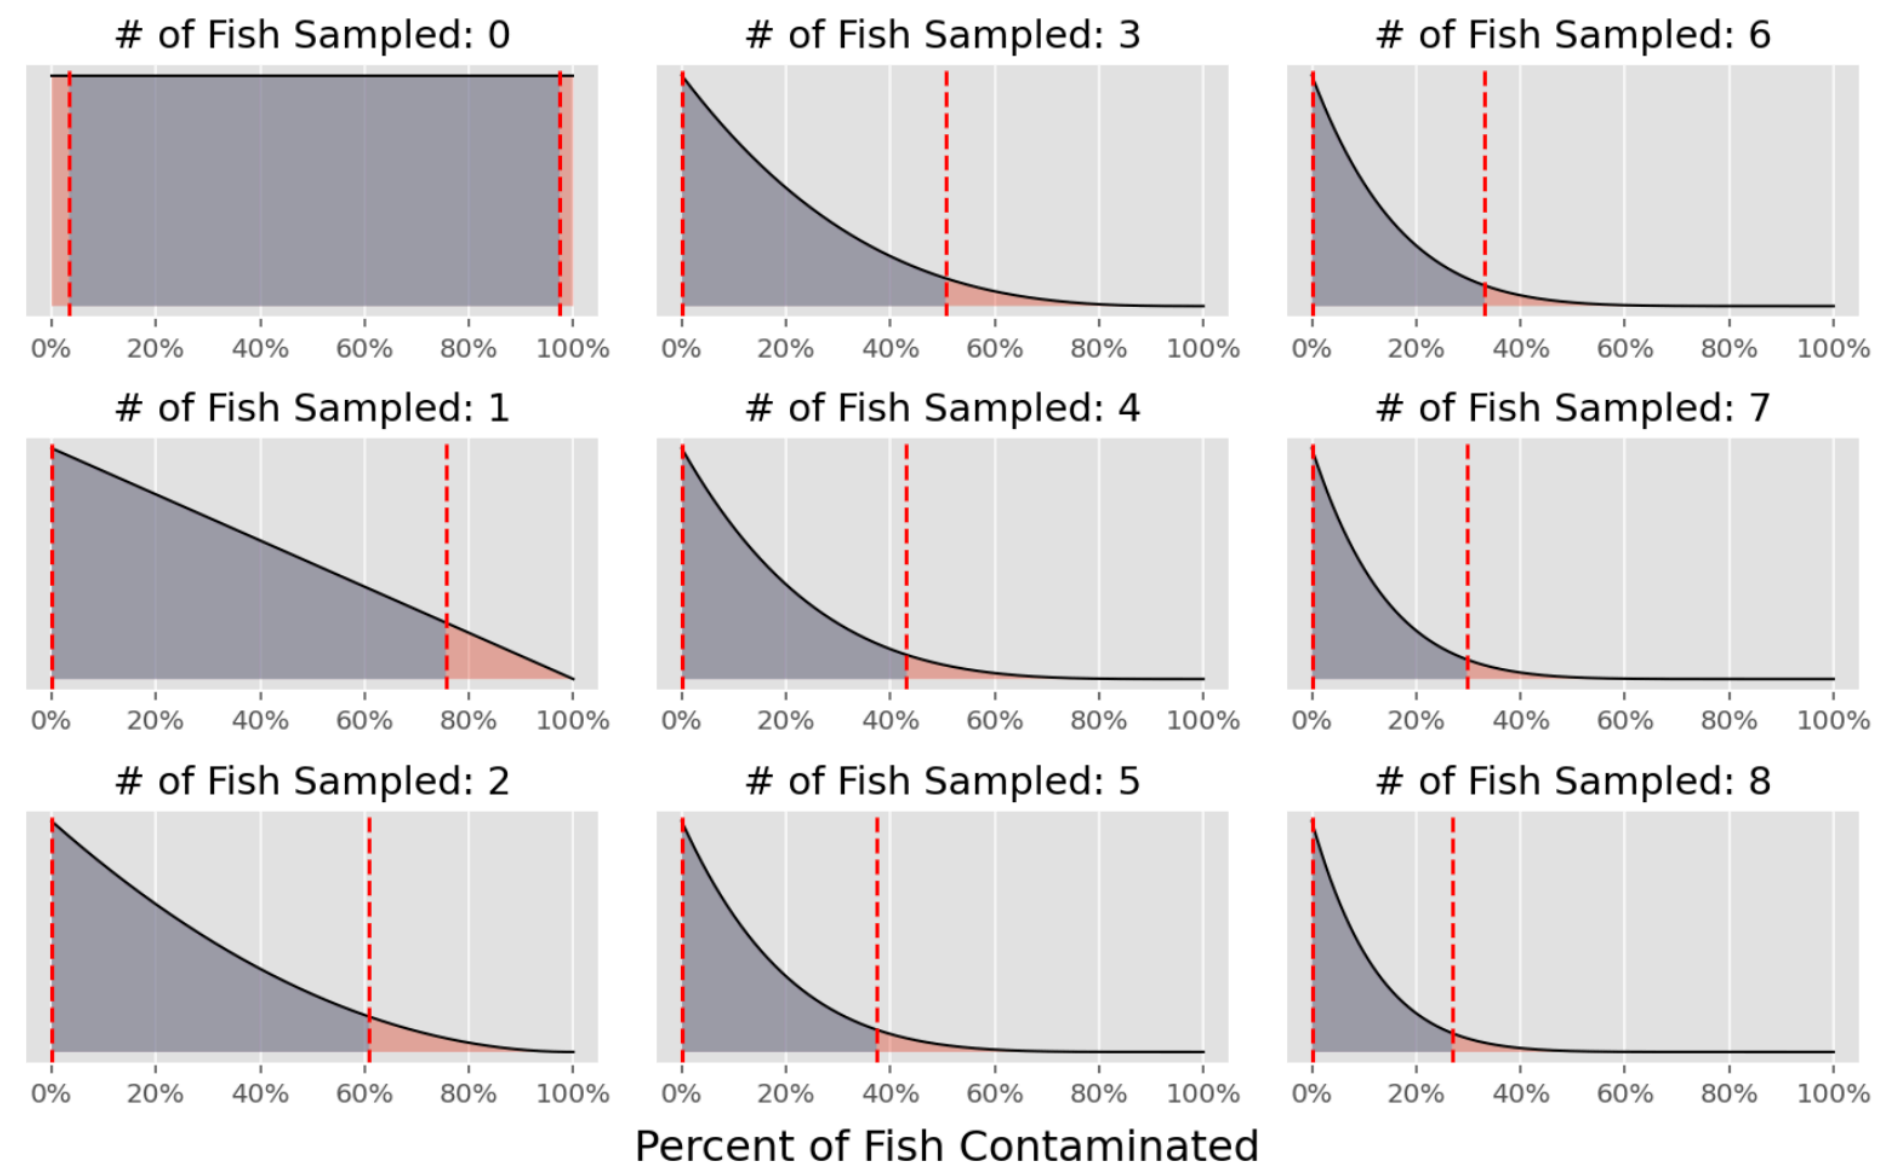 # of Fish Sampled: 0
0% 20% 40% 60% 80% 100%
# of Fish Sampled: 3
0% 20% 40% 60% 80% 100%
# of Fish Sampled: 6
0% 20% 40% 60% 80% 100%
# of Fish Sampled: 1
0% 20% 40% 60% 80% 100%
# of Fish Sampled: 4
0% 20% 40% 60% 80% 100%
# of Fish Sampled: 7
0% 20% 40% 60% 80% 100%
# of Fish Sampled: 2
0% 20% 40% 60% 80% 100%
# of Fish Sampled: 5
0% 20% 40% 60% 80% 100%
# of Fish Sampled: 8
0% 20% 40% 60% 80% 100%
Percent of Fish Contaminated